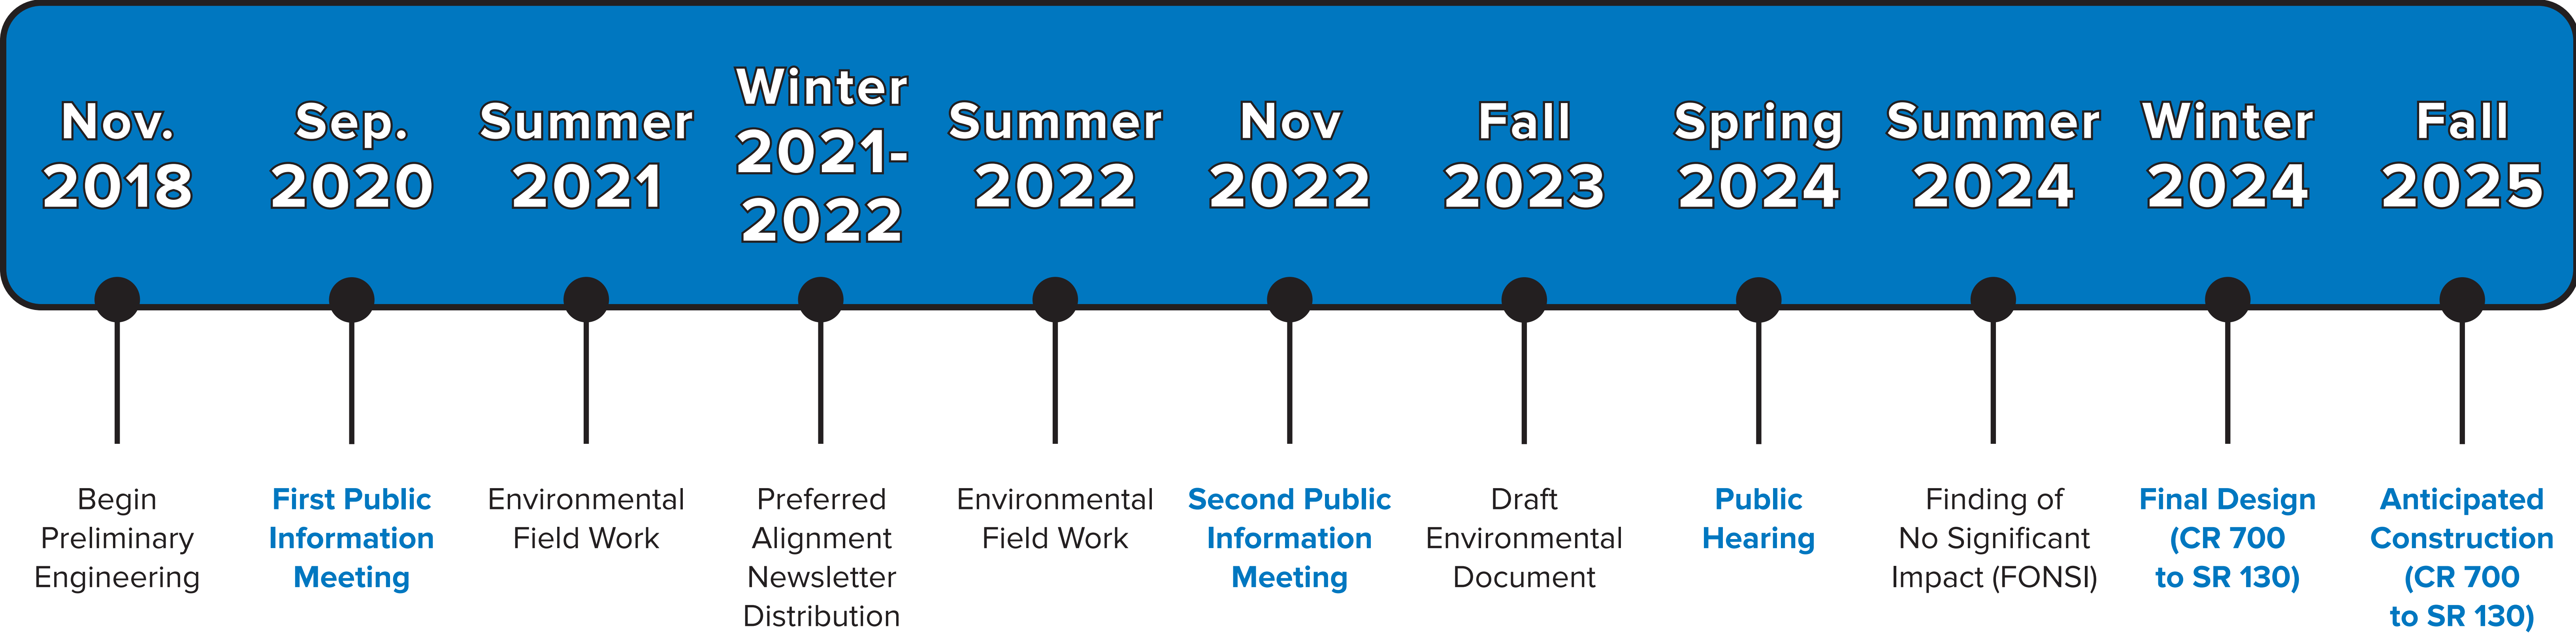 Nov.
2018
Begin
Preliminary
Engineering
Sep.
2020
First Public
Information
Meeting
Summer
2021
Environmental
Field Work
Winter
2021-
2022
Preferred
Alignment
Newsletter
Distribution
Summer
2022
Environmental
Field Work
Nov
2022
Second Public
Information
Meeting
Fall
2023
Draft
Environmental
Document
Spring
2024
Public
Hearing
Summer
2024
Finding of
No Significant
Impact (FONSI)
Winter
2024
Final Design
(CR 700
to SR 130)
Fall
2025
Anticipated
Construction
(CR 700
to SR 130)